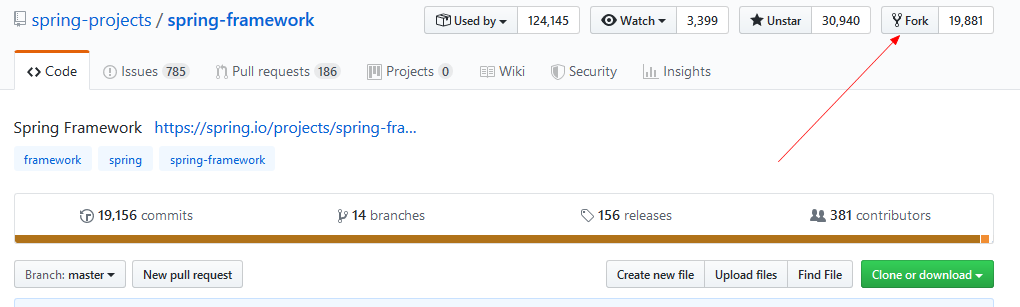 spring-projects / spring-framework
Used by 124,145 Watch 3,399 Unstar 30,940 Fork 19,881
Code Issues 785 Pull requests 186 Projects 0 Wiki Security Insights
Spring Framework https://spring.io/projects/spring-fra...
framework spring spring-framework
19,156 commits 14 branches 156 releases 381 contributors
Branch: master New pull request Create new file Upload files Find File Clone or download